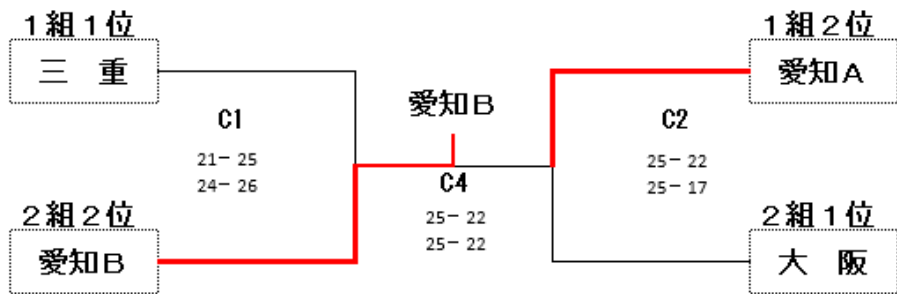 1組1位
三 重
1組2位
愛知A
愛知B
C1
21- 25
24- 26
C2
25- 22
25- 17
C4
25- 22
25- 22
2組2位
愛知B
2組1位
大 阪